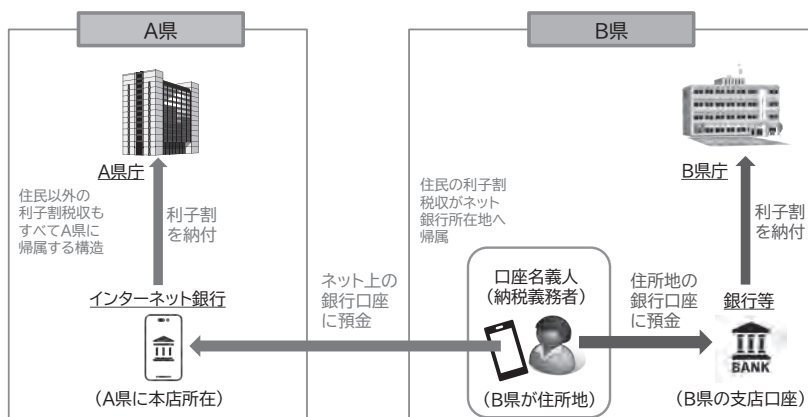 A県
A県庁
住民以外の
利子割税収も
すべてA県に
帰属する構造
利子割
を納付
インターネット銀行
(A県に本店所在)
ネット上の
銀行口座
に預金
B県
B県庁
住民の利子割
税収がネット
銀行所在地へ
帰属
利子割
を納付
口座名義人
(納税義務者)
(B県が住所地)
住所地の
銀行口座
に預金
銀行等
BANK
(B県の支店口座)